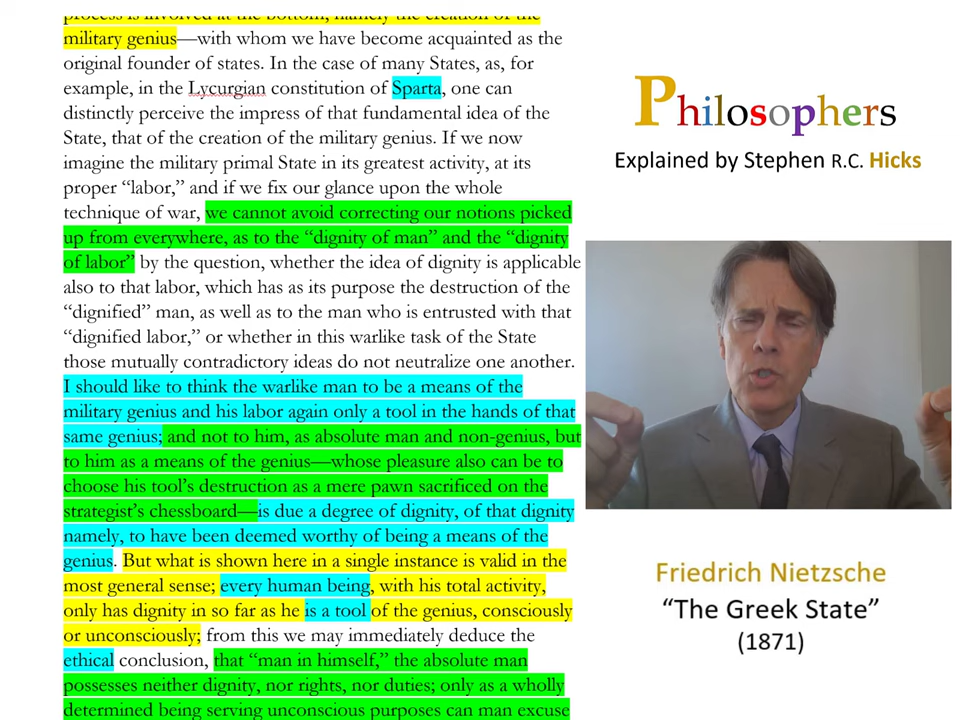 process is involved at the bottom, namely the creation of the
military genius—with whom we have become acquainted as the
original founder of states. In the case of many States, as, for
example, in the Lycurgian constitution of Sparta, one can
distinctly perceive the impress of that fundamental idea of the
State, that of the creation of the military genius. If we now
imagine the military primal State in its greatest activity, at its
proper “labor,” and if we fix our glance upon the whole
technique of war, we cannot avoid correcting our notions picked
up from everywhere, as to the “dignity of man” and the “dignity
of labor” by the question, whether the idea of dignity is applicable
also to that labor, which has as its purpose the destruction of the
“dignified” man, as well as to the man who is entrusted with that
“dignified labor,” or whether in this warlike task of the State
those mutually contradictory ideas do not neutralize one another.
I should like to think the warlike man to be a means of the
military genius and his labor again only a tool in the hands of that
same genius; and not to him, as absolute man and non-genius, but
to him as a means of the genius—whose pleasure also can be to
choose his tool’s destruction as a mere pawn sacrificed on the
strategist’s chessboard—is due a degree of dignity, of that dignity
namely, to have been deemed worthy of being a means of the
genius. But what is shown here in a single instance is valid in the
most general sense; every human being, with his total activity,
only has dignity in so far as he is a tool of the genius, consciously
or unconsciously; from this we may immediately deduce the
ethical conclusion, that “man in himself,” the absolute man
possesses neither dignity, nor rights, nor duties; only as a wholly
determined being serving unconscious purposes can man excuse
Philosophers
Explained by Stephen R.C. Hicks
Friedrich Nietzsche
“The Greek State”
(1871)